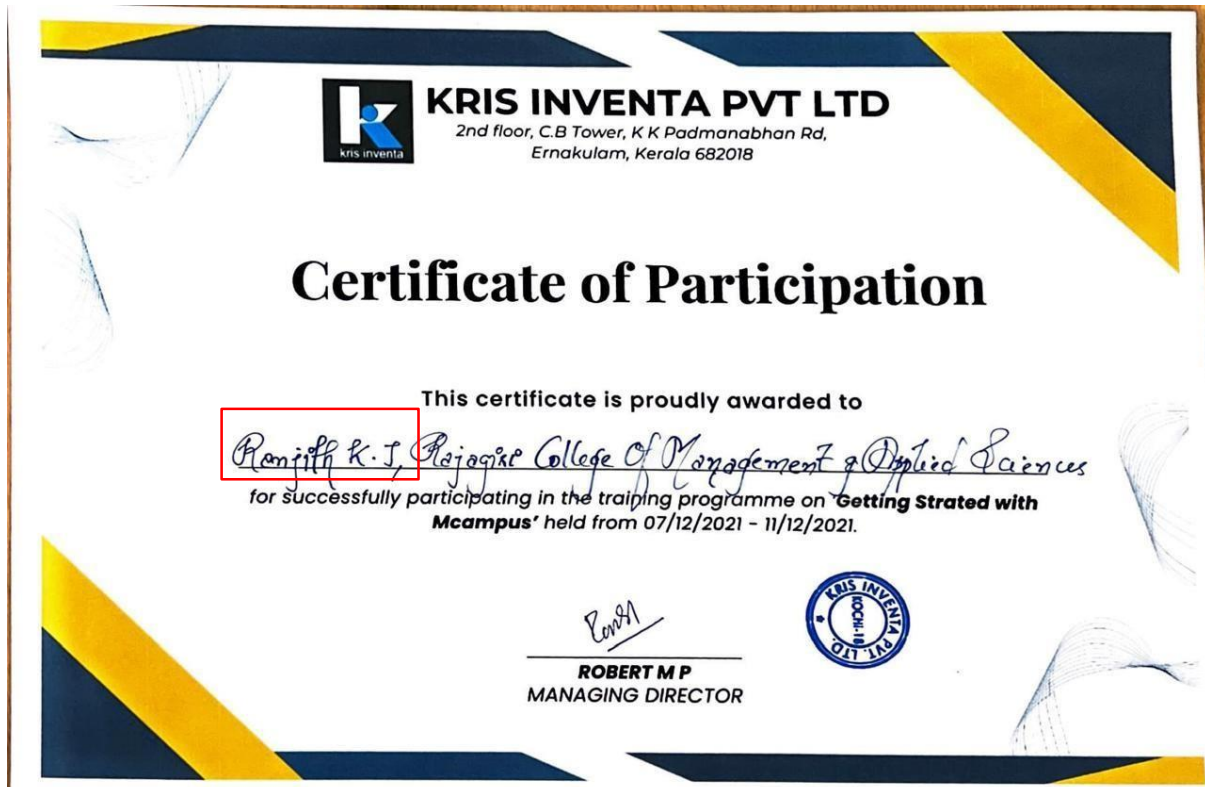 kris inventa
KRIS INVENTA PVT LTD
2nd floor, C.B Tower, K K Padmanabhan Rd,
Ernakulam, Kerala 682018
Certificate of Participation
This certificate is proudly awarded to
Ranjith K. J, Rajagiri College Of Management & Applied Sciences
for successfully participating in the training programme on 'Getting Strated with
Mcampus' held from 07/12/2021 - 11/12/2021.
ROBERT M P
MANAGING DIRECTOR
KRIS INVENTA PVT. LTD.
KOCHI-18